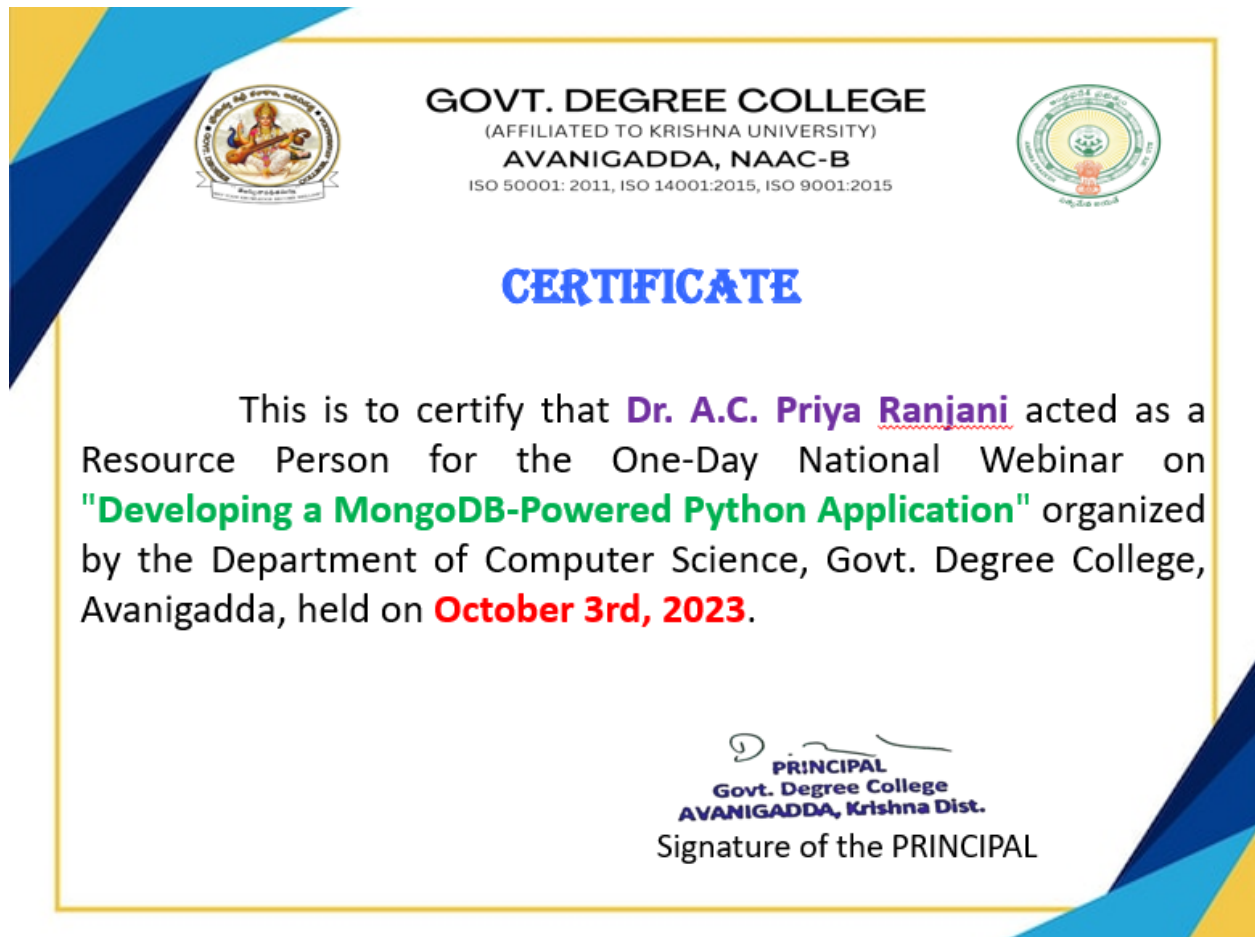 GOVT. DEGREE COLLEGE
(AFFILIATED TO KRISHNA UNIVERSITY)
AVANIGADDA, NAAC-B
ISO 50001: 2011, ISO 14001:2015, ISO 9001:2015
CERTIFICATE
This is to certify that Dr. A.C. Priya Ranjani acted as a
Resource Person for the One-Day National Webinar on
"Developing a MongoDB-Powered Python Application" organized
by the Department of Computer Science, Govt. Degree College,
Avanigadda, held on October 3rd, 2023.
PRINCIPAL
Govt. Degree College
AVANIGADDA, Krishna Dist.
Signature of the PRINCIPAL